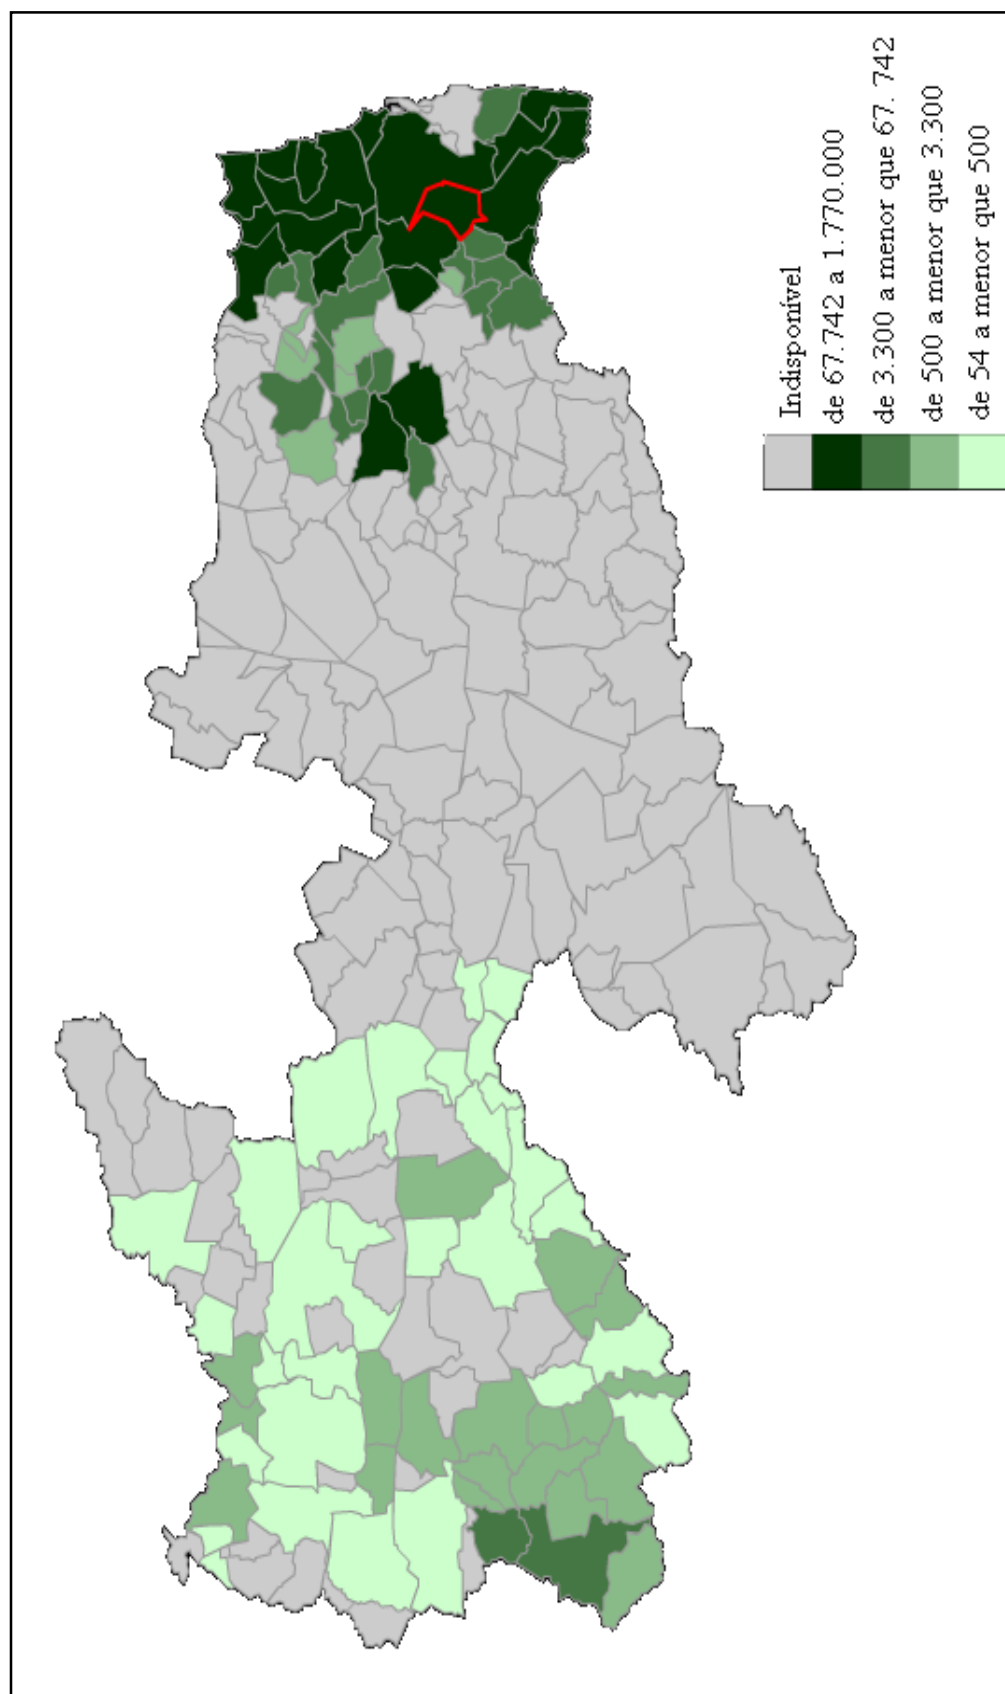 Indisponível
de 67.742 a 1.770.000
de 3.300 a menor que 67. 742
de 500 a menor que 3.300
de 54 a menor que 500